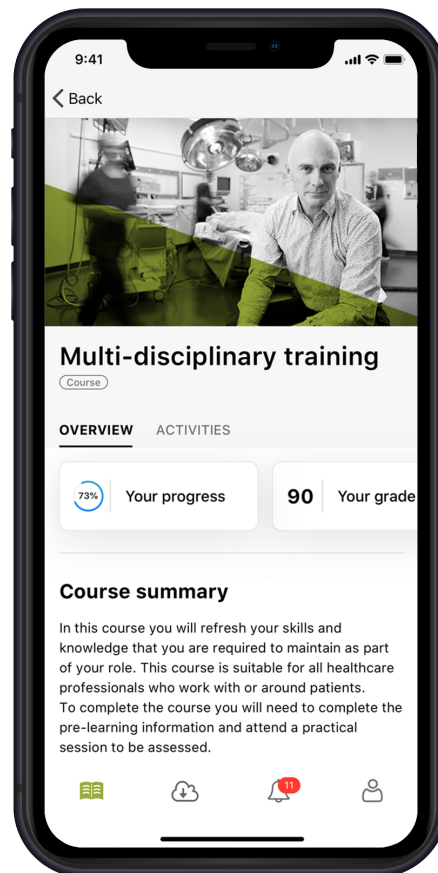 9:41
Back
Multi-disciplinary training
Course
OVERVIEW ACTIVITIES
73% Your progress
90 Your grade
Course summary
In this course you will refresh your skills and
knowledge that you are required to maintain as part
of your role. This course is suitable for all healthcare
professionals who work with or around patients.
To complete the course you will need to complete the
pre-learning information and attend a practical
session to be assessed.
11